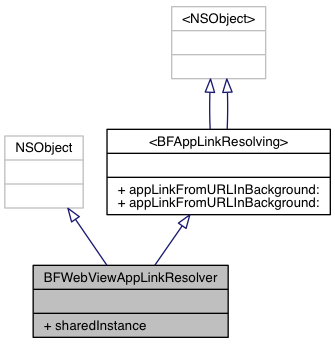 <NSObject>
NSObject
<BFAppLinkResolving>
+ appLinkFromURLInBackground:
+ appLinkFromURLInBackground:
BFWebViewAppLinkResolver
+ sharedInstance